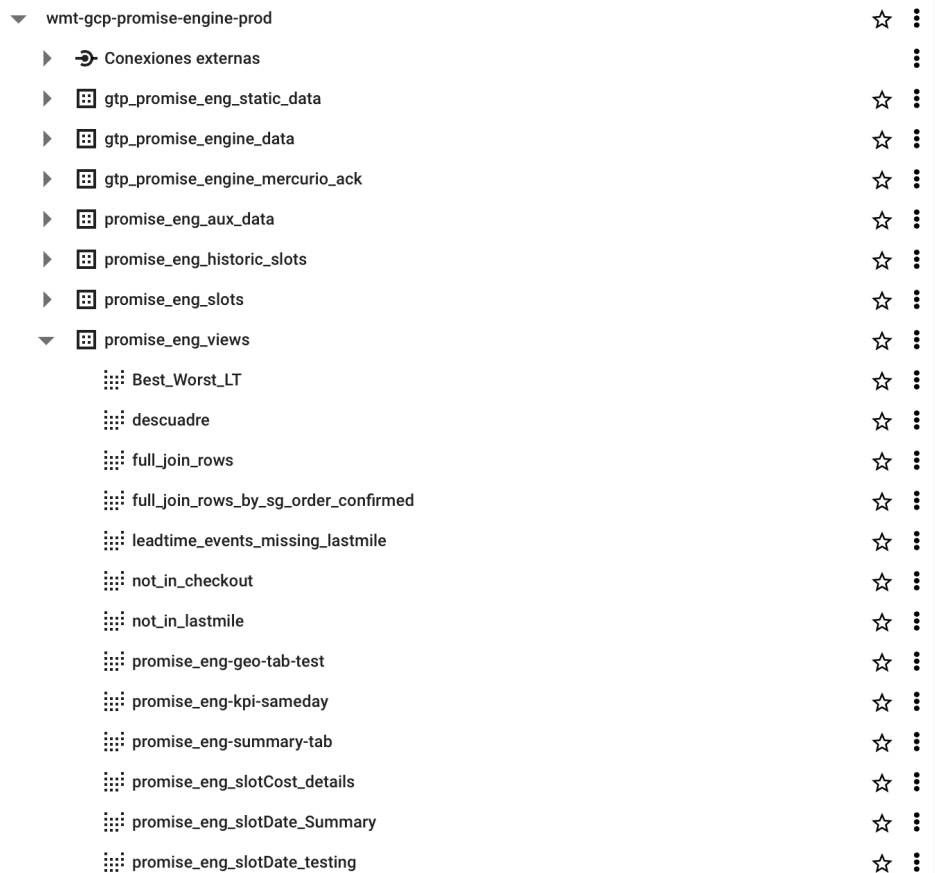 wmt-gcp-promise-engine-prod
Conexiones externas
gtp_promise_eng_static_data
gtp_promise_engine_data
gtp_promise_engine_mercurio_ack
promise_eng_aux_data
promise_eng_historic_slots
promise_eng_slots
promise_eng_views
Best_Worst_LT
descuadre
full_join_rows
full_join_rows_by_sg_order_confirmed
leadtime_events_missing_lastmile
not_in_checkout
not_in_lastmile
promise_eng-geo-tab-test
promise_eng-kpi-sameday
promise_eng-summary-tab
promise_eng_slotCost_details
promise_eng_slotDate_Summary
promise_eng_slotDate_testing